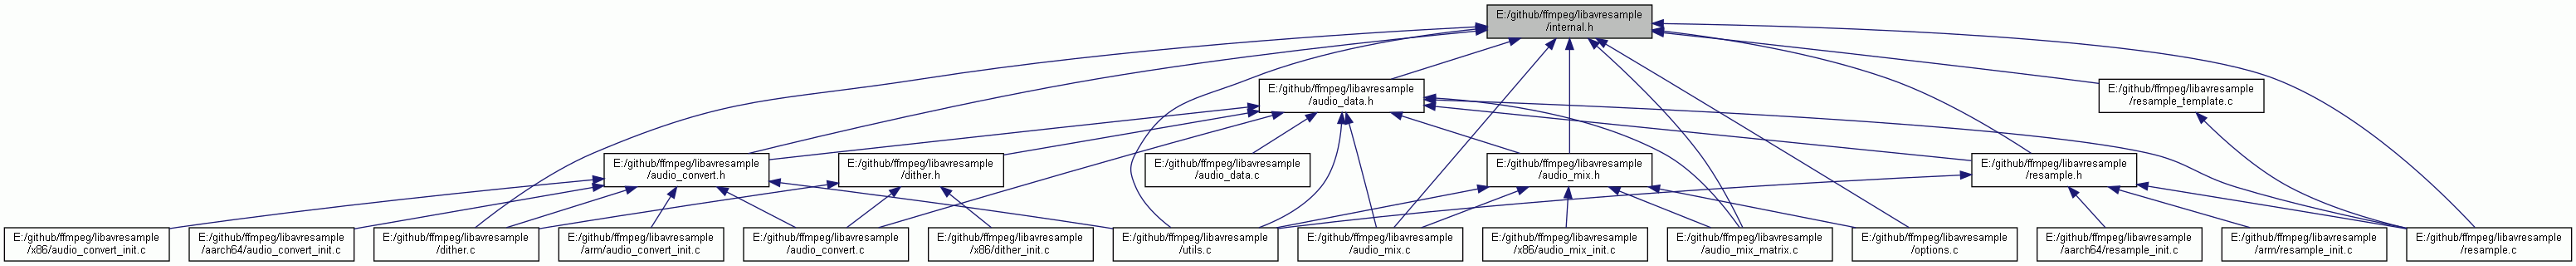 E:/github/ffmpeg/libavresample
/internal.h
E:/github/ffmpeg/libavresample
/audio_data.h
E:/github/ffmpeg/libavresample
/resample_template.c
E:/github/ffmpeg/libavresample
/audio_convert.h
E:/github/ffmpeg/libavresample
/dither.h
E:/github/ffmpeg/libavresample
/audio_data.c
E:/github/ffmpeg/libavresample
/audio_mix.h
E:/github/ffmpeg/libavresample
/resample.h
E:/github/ffmpeg/libavresample
/x86/audio_convert_init.c
E:/github/ffmpeg/libavresample
/aarch64/audio_convert_init.c
E:/github/ffmpeg/libavresample
/dither.c
E:/github/ffmpeg/libavresample
/arm/audio_convert_init.c
E:/github/ffmpeg/libavresample
/audio_convert.c
E:/github/ffmpeg/libavresample
/x86/dither_init.c
E:/github/ffmpeg/libavresample
/utils.c
E:/github/ffmpeg/libavresample
/audio_mix.c
E:/github/ffmpeg/libavresample
/x86/audio_mix_init.c
E:/github/ffmpeg/libavresample
/audio_mix_matrix.c
E:/github/ffmpeg/libavresample
/options.c
E:/github/ffmpeg/libavresample
/aarch64/resample_init.c
E:/github/ffmpeg/libavresample
/arm/resample_init.c
E:/github/ffmpeg/libavresample
/resample.c